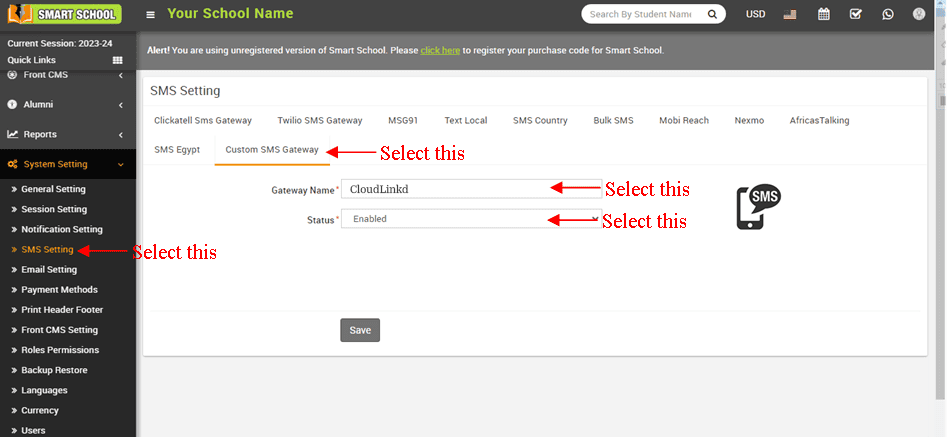 SMART SCHOOL
Your School Name
Search By Student Name
USD
Current Session: 2023-24
Quick Links
Alert! You are using unregistered version of Smart School. Please click here to register your purchase code for Smart School.
Front CMS
Alumni
Reports
System Setting
General Setting
Session Setting
Notification Setting
SMS Setting
Select this
Email Setting
Payment Methods
Print Header Footer
Front CMS Setting
Roles Permissions
Backup Restore
Languages
Currency
Users
SMS Setting
Clickatell Sms Gateway Twilio SMS Gateway MSG91 Text Local SMS Country Bulk SMS Mobi Reach Nexmo AfricasTalking
SMS Egypt Custom SMS Gateway Select this
Gateway Name* CloudLinkd Select this
Status* Enabled Select this
SMS
Save